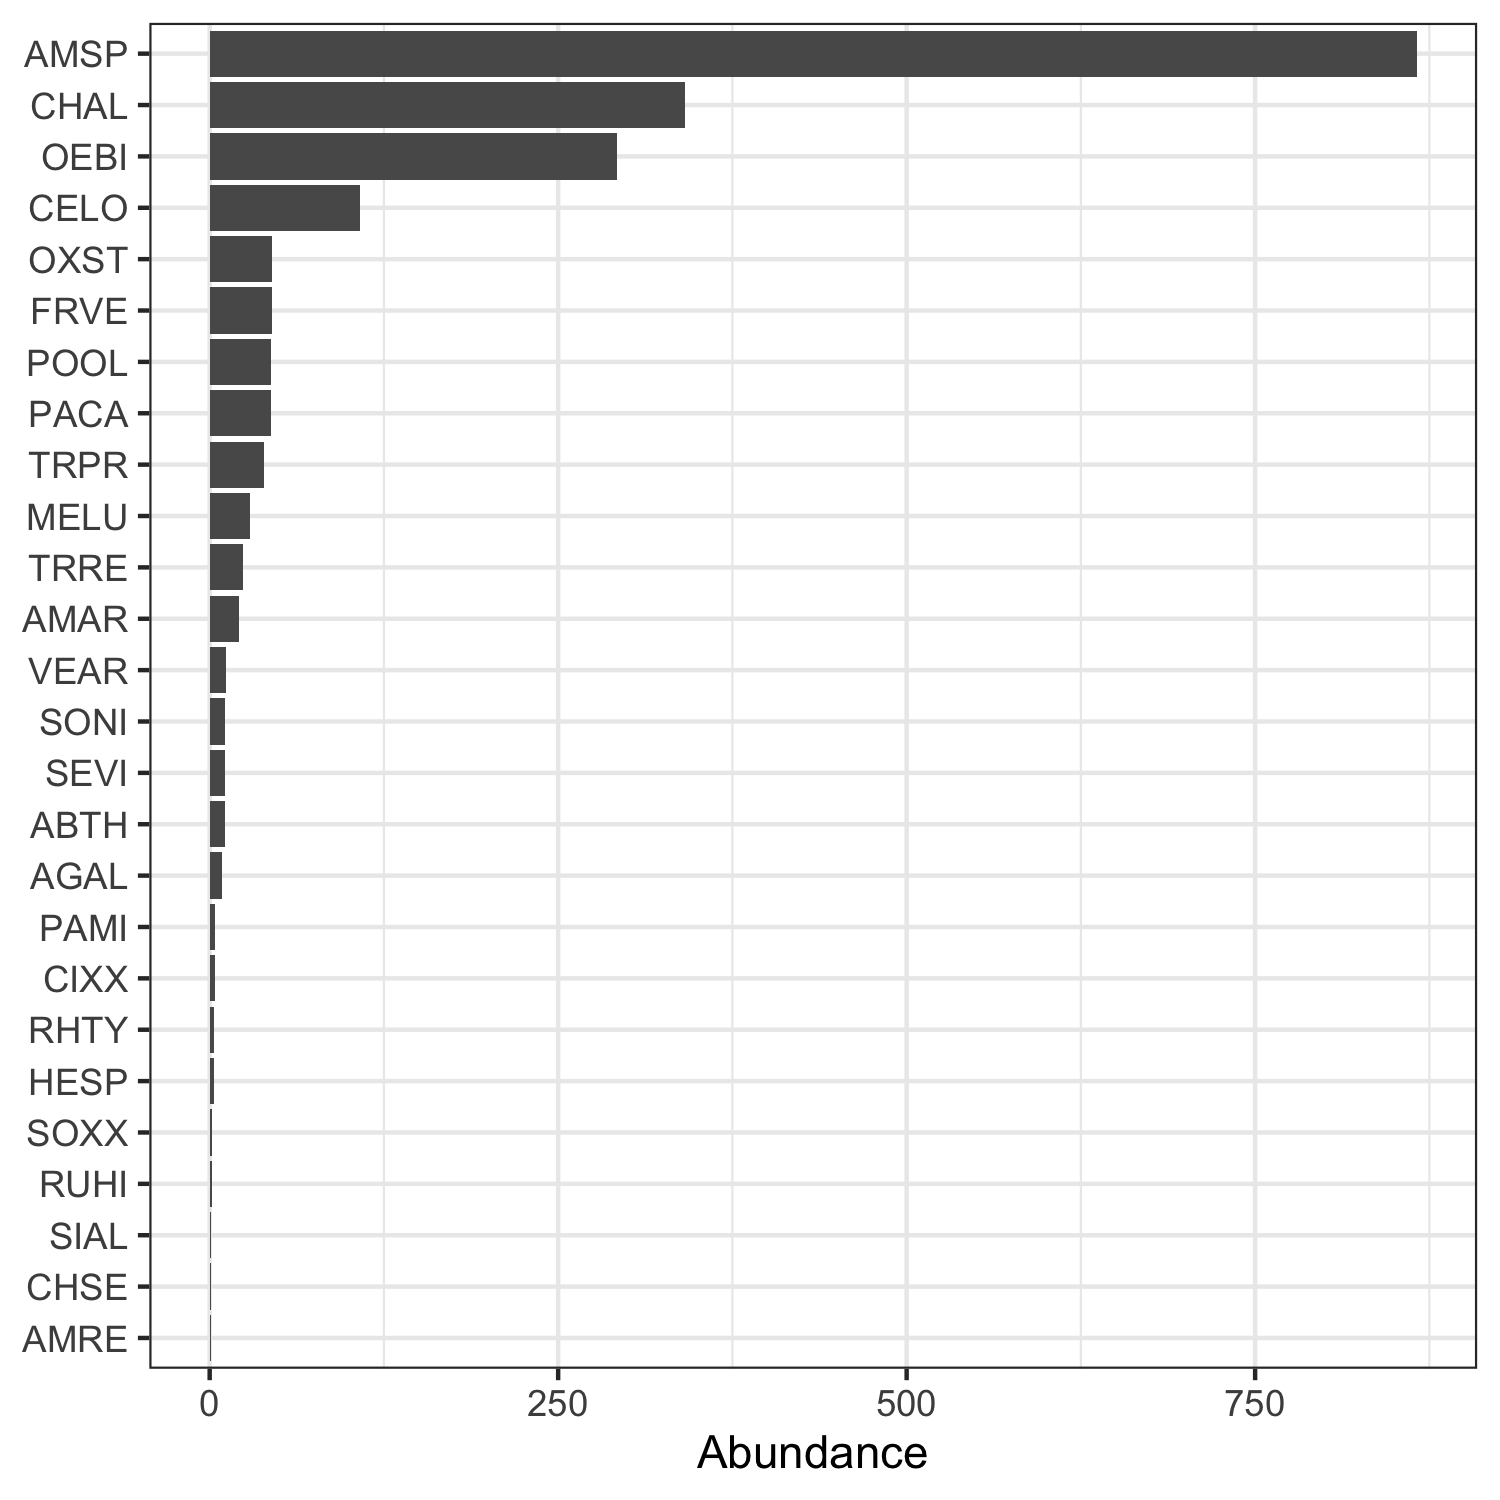 AMSP
CHAL
OEBI
CELO
OXST
FRVE
POOL
PACA
TRPR
MELU
TRRE
AMAR
VEAR
SONI
SEVI
ABTH
AGAL
PAMI
CIXX
RHTY
HESP
SOXX
RUHI
SIAL
CHSE
AMRE
0 250 500 750
Abundance